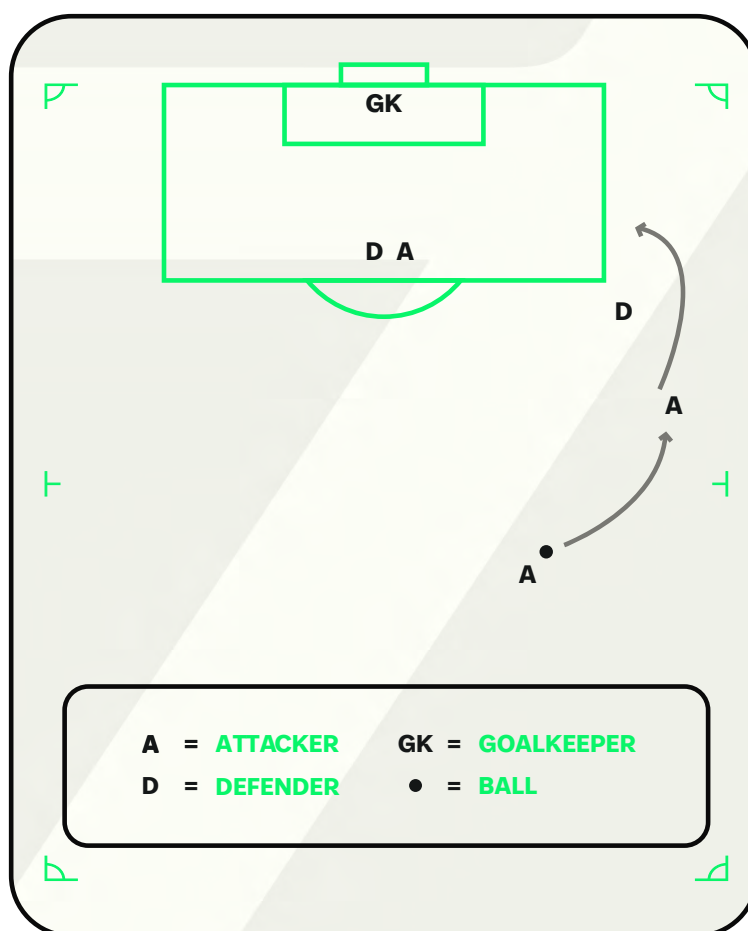 GK
D A
D
A
A
A = ATTACKER GK = GOALKEEPER
D = DEFENDER ● = BALL